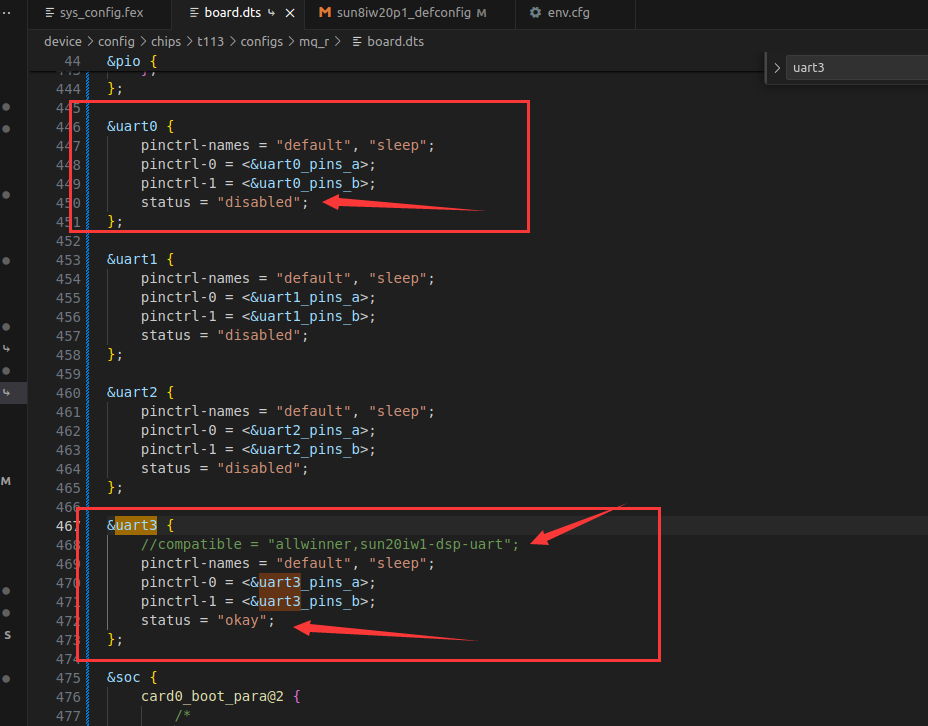 sys_config.fex board.dts M sun8iw20p1_defconfig M env.cfg
device > config > chips > t113 > configs > mq_r > board.dts
44 &pio {
uart3
443 };
444 };
445
446 &uart0 {
447 pinctrl-names = "default", "sleep";
448 pinctrl-0 = <&uart0_pins_a>;
449 pinctrl-1 = <&uart0_pins_b>;
450 status = "disabled";
451 };
452
453 &uart1 {
454 pinctrl-names = "default", "sleep";
455 pinctrl-0 = <&uart1_pins_a>;
456 pinctrl-1 = <&uart1_pins_b>;
457 status = "disabled";
458 };
459
460 &uart2 {
461 pinctrl-names = "default", "sleep";
462 pinctrl-0 = <&uart2_pins_a>;
463 pinctrl-1 = <&uart2_pins_b>;
464 status = "disabled";
465 };
M
466
467 &uart3 {
468 //compatible = "allwinner,sun20iw1-dsp-uart";
469 pinctrl-names = "default", "sleep";
470 pinctrl-0 = <&uart3_pins_a>;
471 pinctrl-1 = <&uart3_pins_b>;
472 status = "okay";
S
473 };
474
475 &soc {
476 card0_boot_para@2 {
477 /*